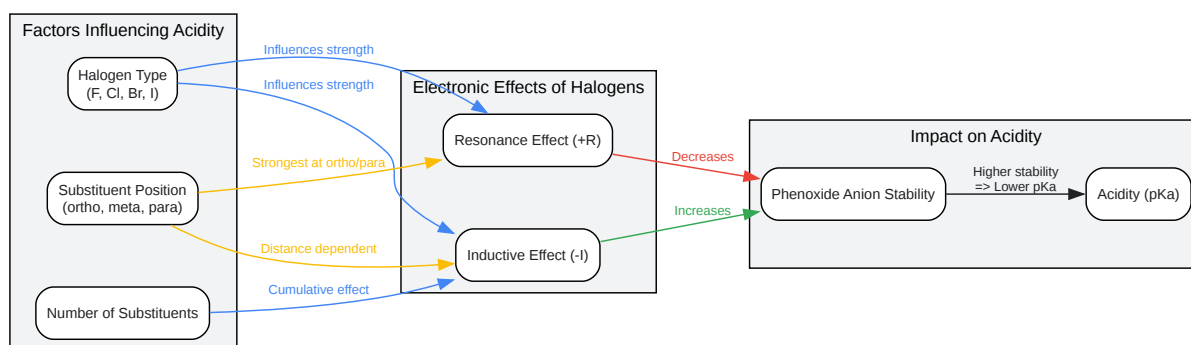 Factors Influencing Acidity
Halogen Type
(F, Cl, Br, I)
Substituent Position
(ortho, meta, para)
Number of Substituents
Influences strength
Influences strength
Strongest at ortho/para
Distance dependent
Cumulative effect
Electronic Effects of Halogens
Resonance Effect (+R)
Inductive Effect (-I)
Decreases
Increases
Impact on Acidity
Phenoxide Anion Stability
Higher stability
=> Lower pKa
Acidity (pKa)